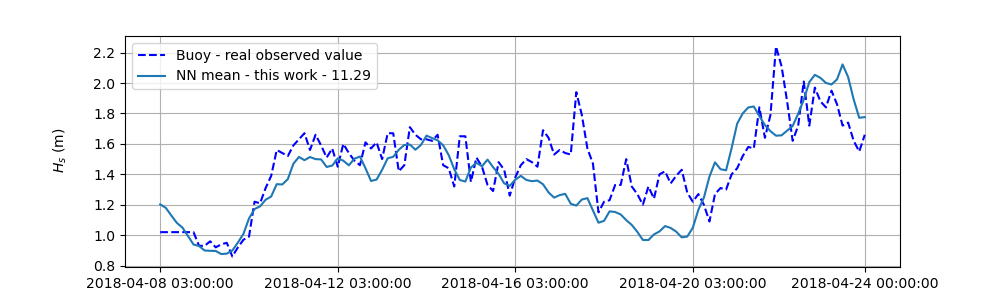 Buoy - real observed value
NN mean - this work - 11.29
2.2
2.0
1.8
1.6
1.4
1.2
1.0
0.8
Hs (m)
2018-04-08 03:00:00 2018-04-12 03:00:00 2018-04-16 03:00:00 2018-04-20 03:00:00 2018-04-24 00:00:00